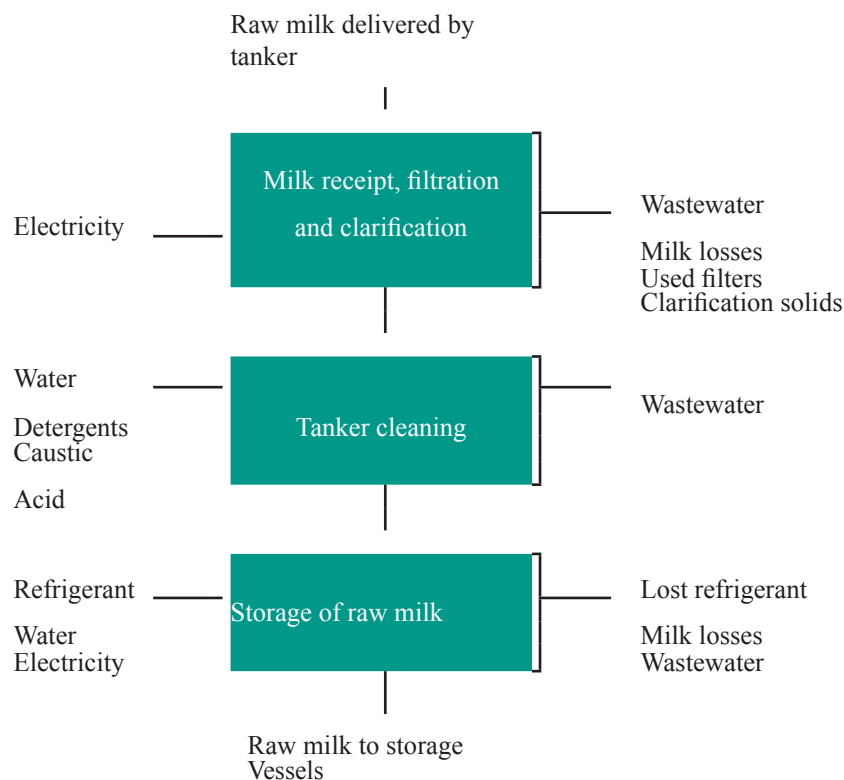 Raw milk delivered by
tanker
Milk receipt, filtration
and clarification
Electricity
Wastewater
Milk losses
Used filters
Clarification solids
Water
Detergents
Caustic
Acid
Tanker cleaning
Wastewater
Refrigerant
Water
Electricity
Storage of raw milk
Lost refrigerant
Milk losses
Wastewater
Raw milk to storage
Vessels